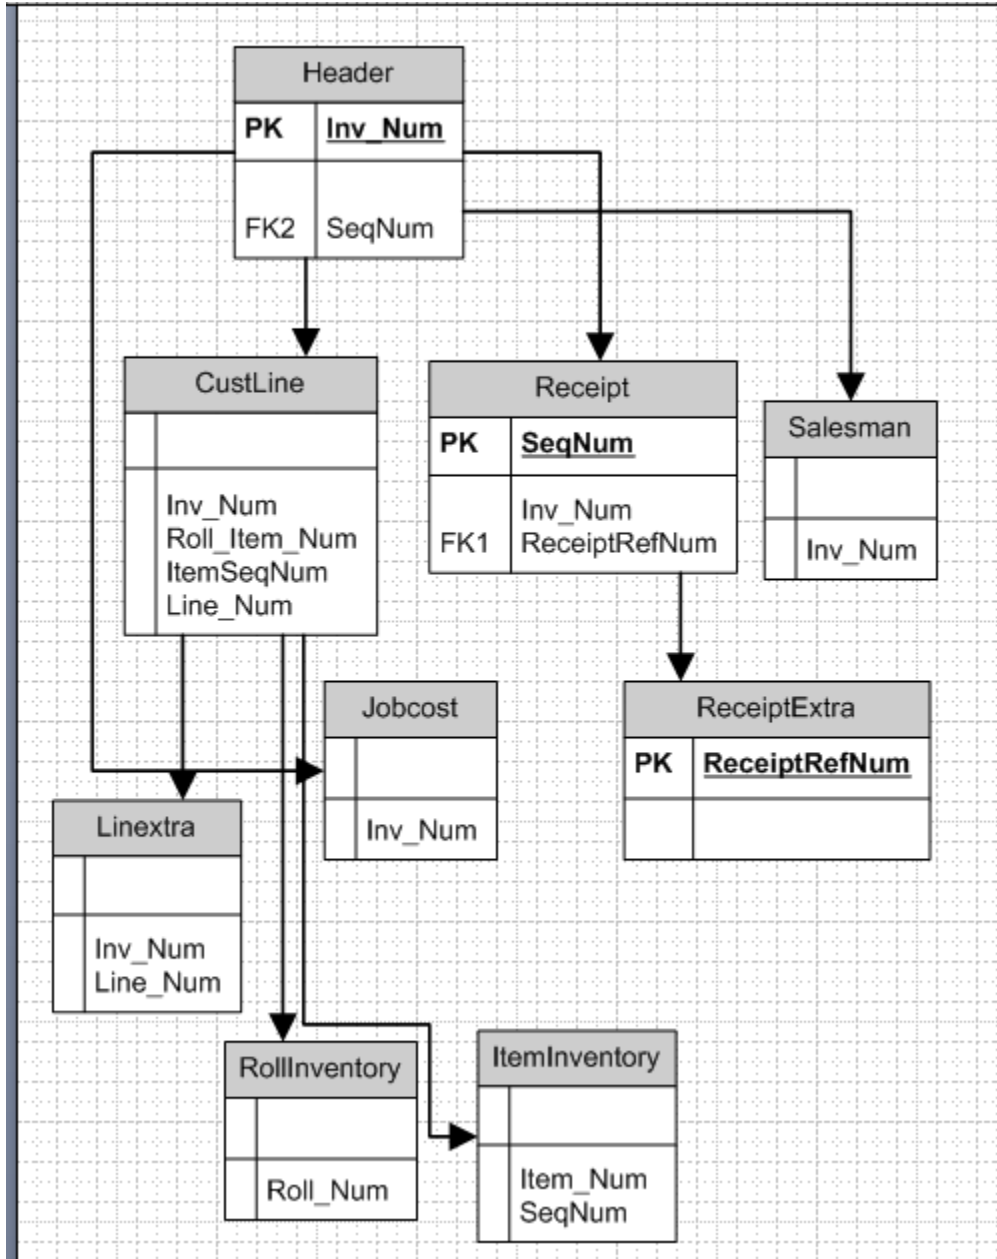 Header
PK Inv_Num
FK2 SeqNum
CustLine
Inv_Num
Roll_Item_Num
ItemSeqNum
Line_Num
Receipt
PK SeqNum
Inv_Num
FK1 ReceiptRefNum
Salesman
Inv_Num
Jobcost
Inv_Num
ReceiptExtra
PK ReceiptRefNum
Linextra
Inv_Num
Line_Num
RollInventory
Roll_Num
ItemInventory
Item_Num
SeqNum